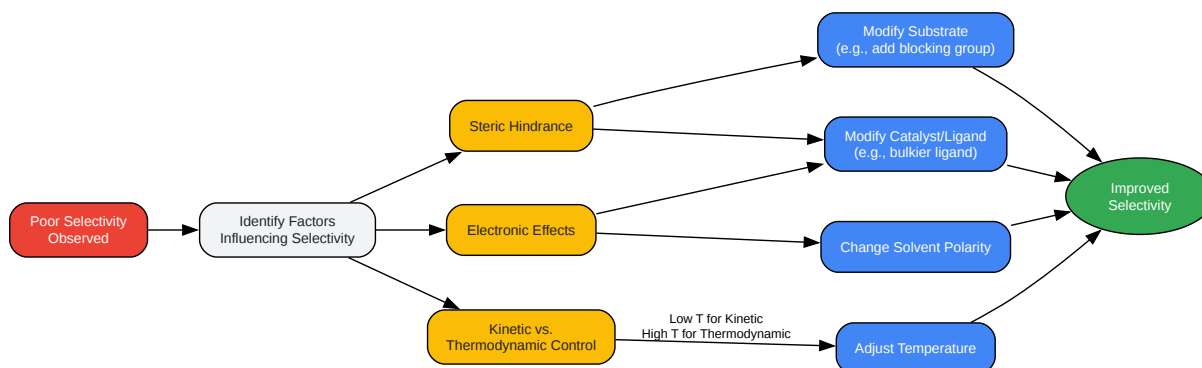 Poor Selectivity
Observed
Identify Factors
Influencing Selectivity
Steric Hindrance
Electronic Effects
Kinetic vs.
Thermodynamic Control
Low T for Kinetic
High T for Thermodynamic
Modify Substrate
(e.g., add blocking group)
Modify Catalyst/Ligand
(e.g., bulkier ligand)
Change Solvent Polarity
Adjust Temperature
Improved
Selectivity